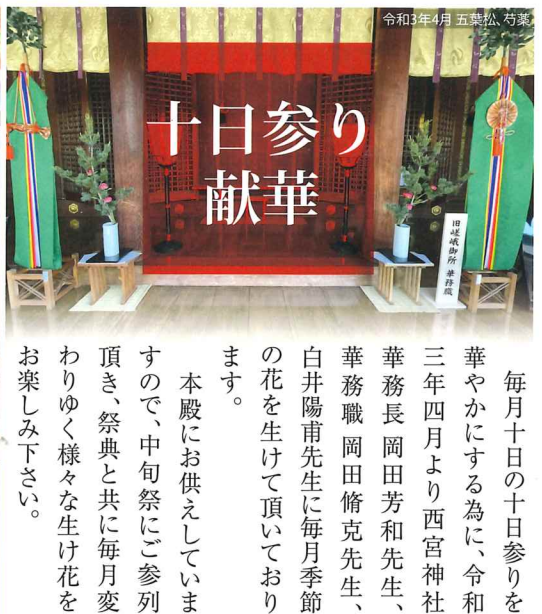 令和3年4月 五葉松、芍薬
十日参り
献華
旧嵯峨御所 華務職
毎月十日の十日参りを
華やかにする為に、令和
三年四月より西宮神社
華務長 岡田芳和先生、
華務職 岡田脩克先生、
白井陽甫先生に毎月季節
の花を生けて頂いており
ます。
本殿にお供えしていま
すので、中旬祭にご参列
頂き、祭典と共に毎月変
わりゆく様々な生け花を
お楽しみ下さい。